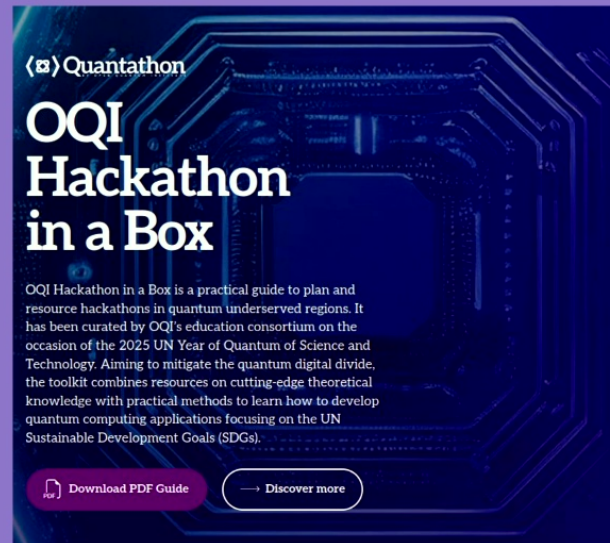 Quantathon
OQI
Hackathon
in a Box
OQI Hackathon in a Box is a practical guide to plan and
resource hackathons in quantum underserved regions. It
has been curated by OQI's education consortium on the
occasion of the 2025 UN Year of Quantum of Science and
Technology. Aiming to mitigate the quantum digital divide,
the toolkit combines resources on cutting-edge theoretical
knowledge with practical methods to learn how to develop
quantum computing applications focusing on the UN
Sustainable Development Goals (SDGs).
PDF Download PDF Guide
Discover more